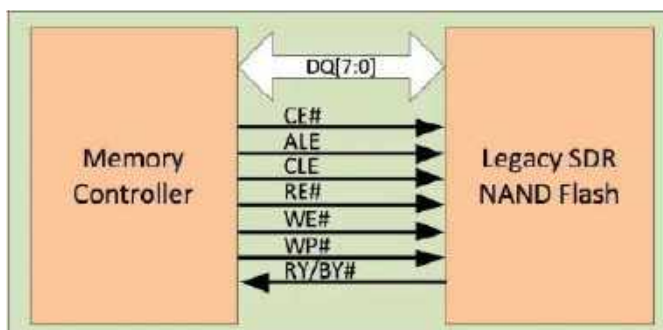 DQ[7:0]
CE#
ALE
CLE
RE#
WE#
WP#
RY/BY#
Memory
Controller
Legacy SDR
NAND Flash